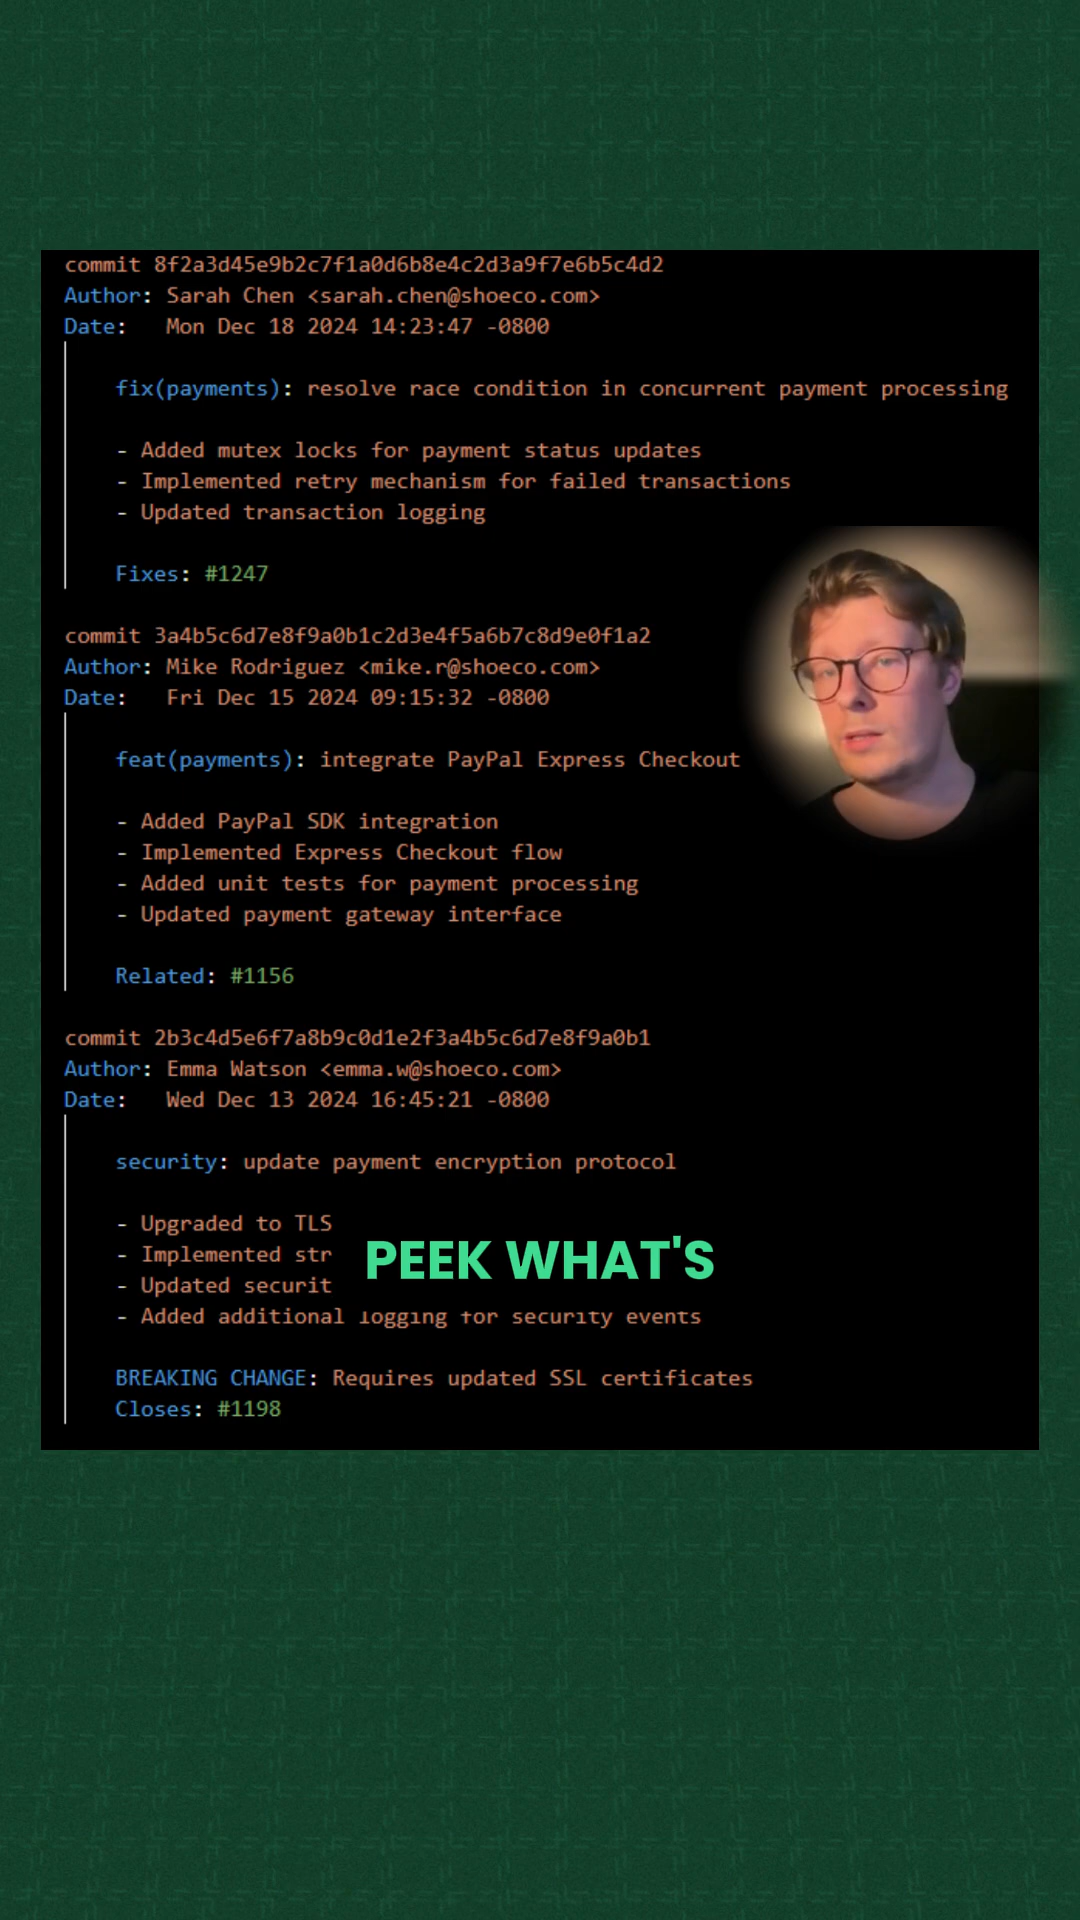 commit 8f2a3d45e9b2c7f1a0d6b8e4c2d3a9f7e6b5c4d2
Author: Sarah Chen <sarah.chen@shoeco.com>
Date:   Mon Dec 18 2024 14:23:47 -0800
fix(payments): resolve race condition in concurrent payment processing
- Added mutex locks for payment status updates
- Implemented retry mechanism for failed transactions
- Updated transaction logging
Fixes: #1247
commit 3a4b5c6d7e8f9a0b1c2d3e4f5a6b7c8d9e0f1a2
Author: Mike Rodriguez <mike.r@shoeco.com>
Date:   Fri Dec 15 2024 09:15:32 -0800
feat(payments): integrate PayPal Express Checkout
- Added PayPal SDK integration
- Implemented Express Checkout flow
- Added unit tests for payment processing
- Updated payment gateway interface
Related: #1156
commit 2b3c4d5e6f7a8b9c0d1e2f3a4b5c6d7e8f9a0b1
Author: Emma Watson <emma.w@shoeco.com>
Date:   Wed Dec 13 2024 16:45:21 -0800
security: update payment encryption protocol
- Upgraded to TLS
- Implemented
- Updated
PEEK WHAT'S
- Added additional logging for security events
BREAKING CHANGE: Requires updated SSL certificates
Closes: #1198